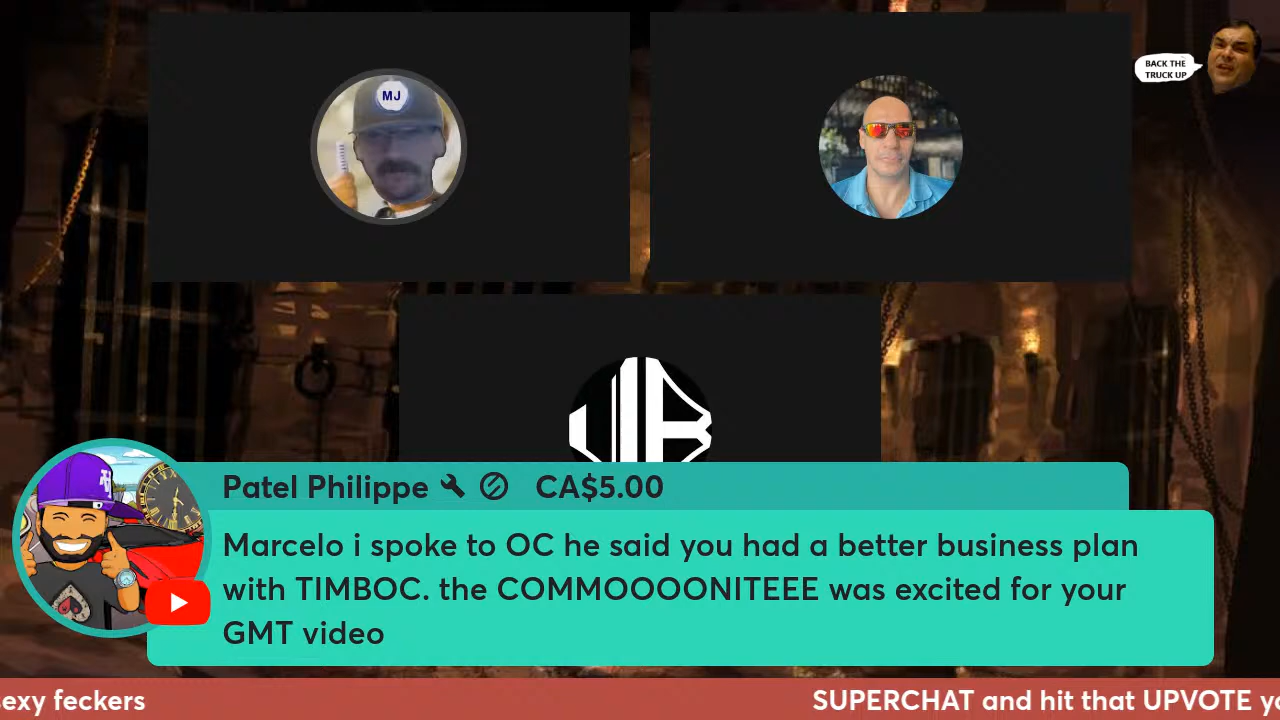 MJ
BACK THE
TRUCK UP
Patel Philippe CA$5.00
Marcelo i spoke to OC he said you had a better business plan
with TIMBOC. the COMMOOOONITEEE was excited for your
GMT video
exy feckers SUPERCHAT and hit that UPVOTE yo